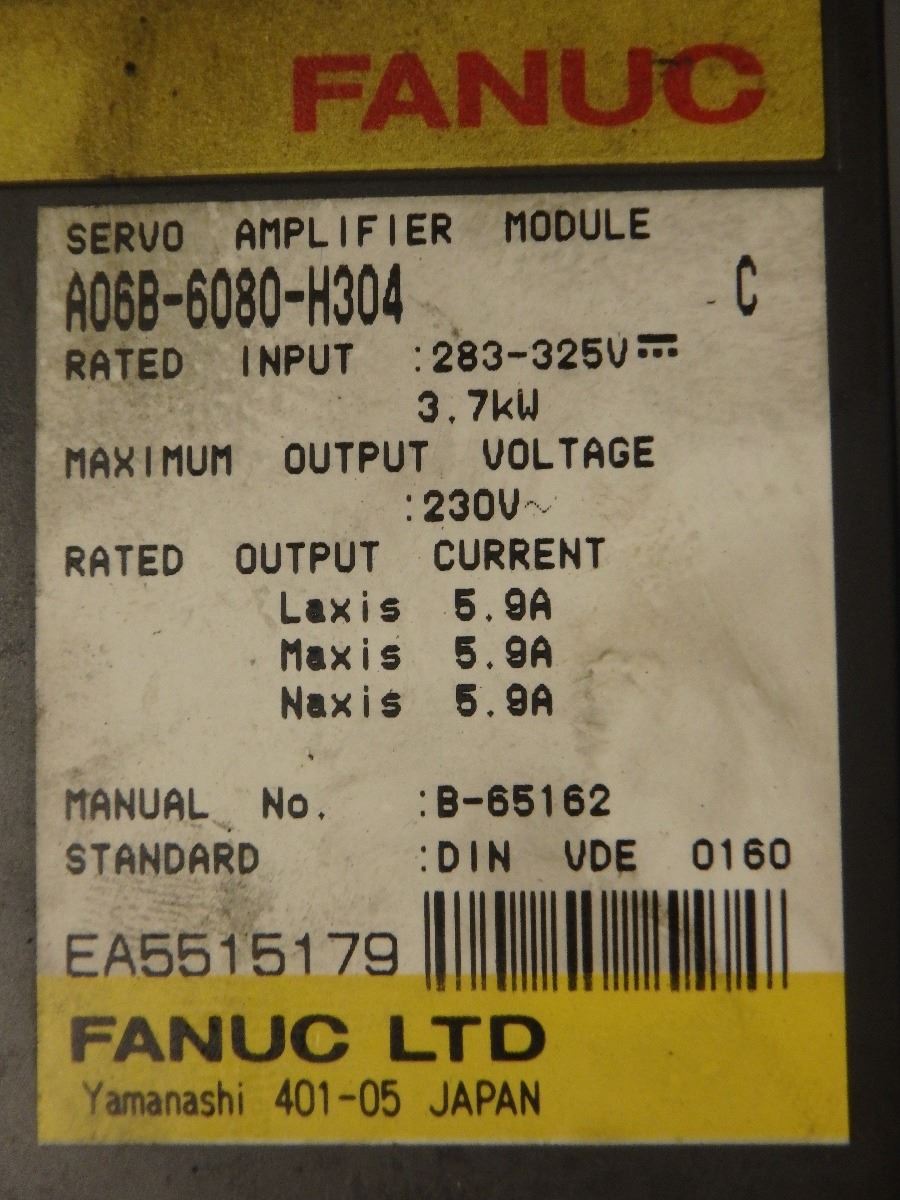 FANUC
SERVO AMPLIFIER MODULE
A06B-6080-H304 C
RATED INPUT :283-325V⎓
3.7kW
MAXIMUM OUTPUT VOLTAGE
:230V~
RATED OUTPUT CURRENT
Laxis 5.9A
Maxis 5.9A
Naxis 5.9A
MANUAL No. :B-65162
STANDARD :DIN VDE 0160
EA5515179
FANUC LTD
Yamanashi 401-05 JAPAN